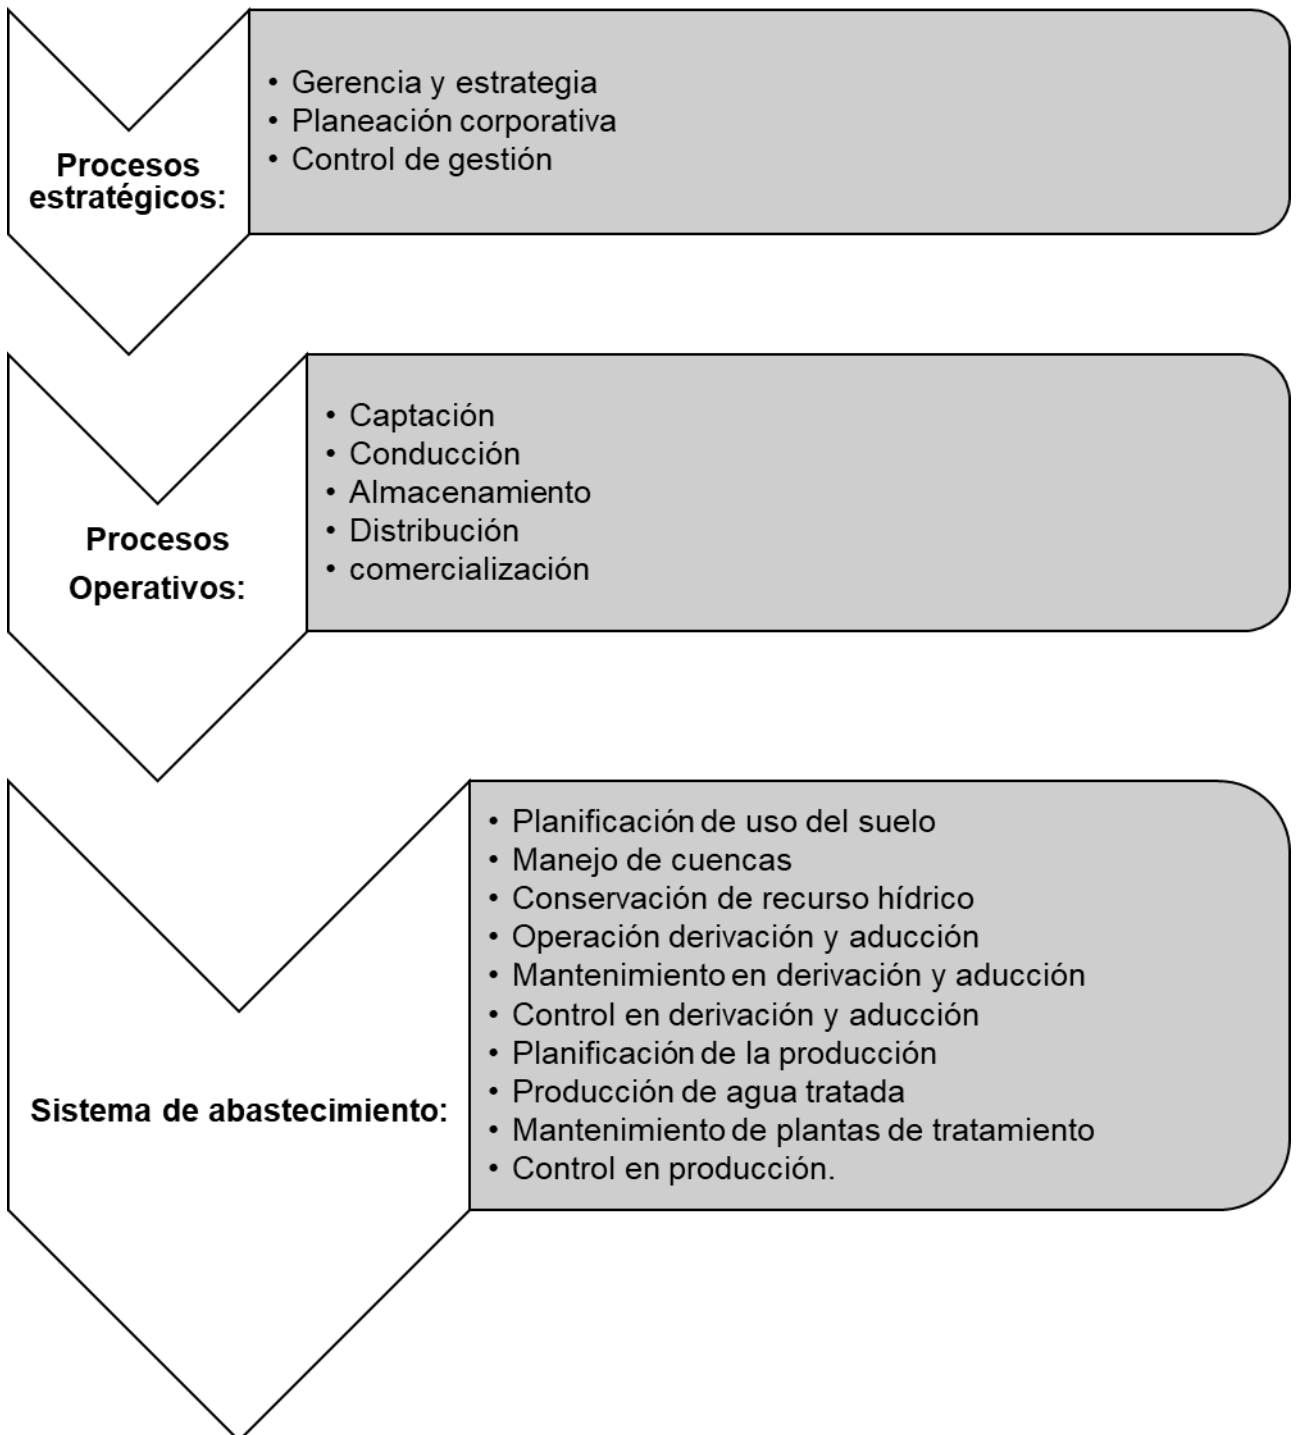 Procesos
estratégicos:
• Gerencia y estrategia
• Planeación corporativa
• Control de gestión
Procesos
Operativos:
• Captación
• Conducción
• Almacenamiento
• Distribución
• comercialización
Sistema de abastecimiento:
• Planificación de uso del suelo
• Manejo de cuencas
• Conservación de recurso hídrico
• Operación derivación y aducción
• Mantenimiento en derivación y aducción
• Control en derivación y aducción
• Planificación de la producción
• Producción de agua tratada
• Mantenimiento de plantas de tratamiento
• Control en producción.